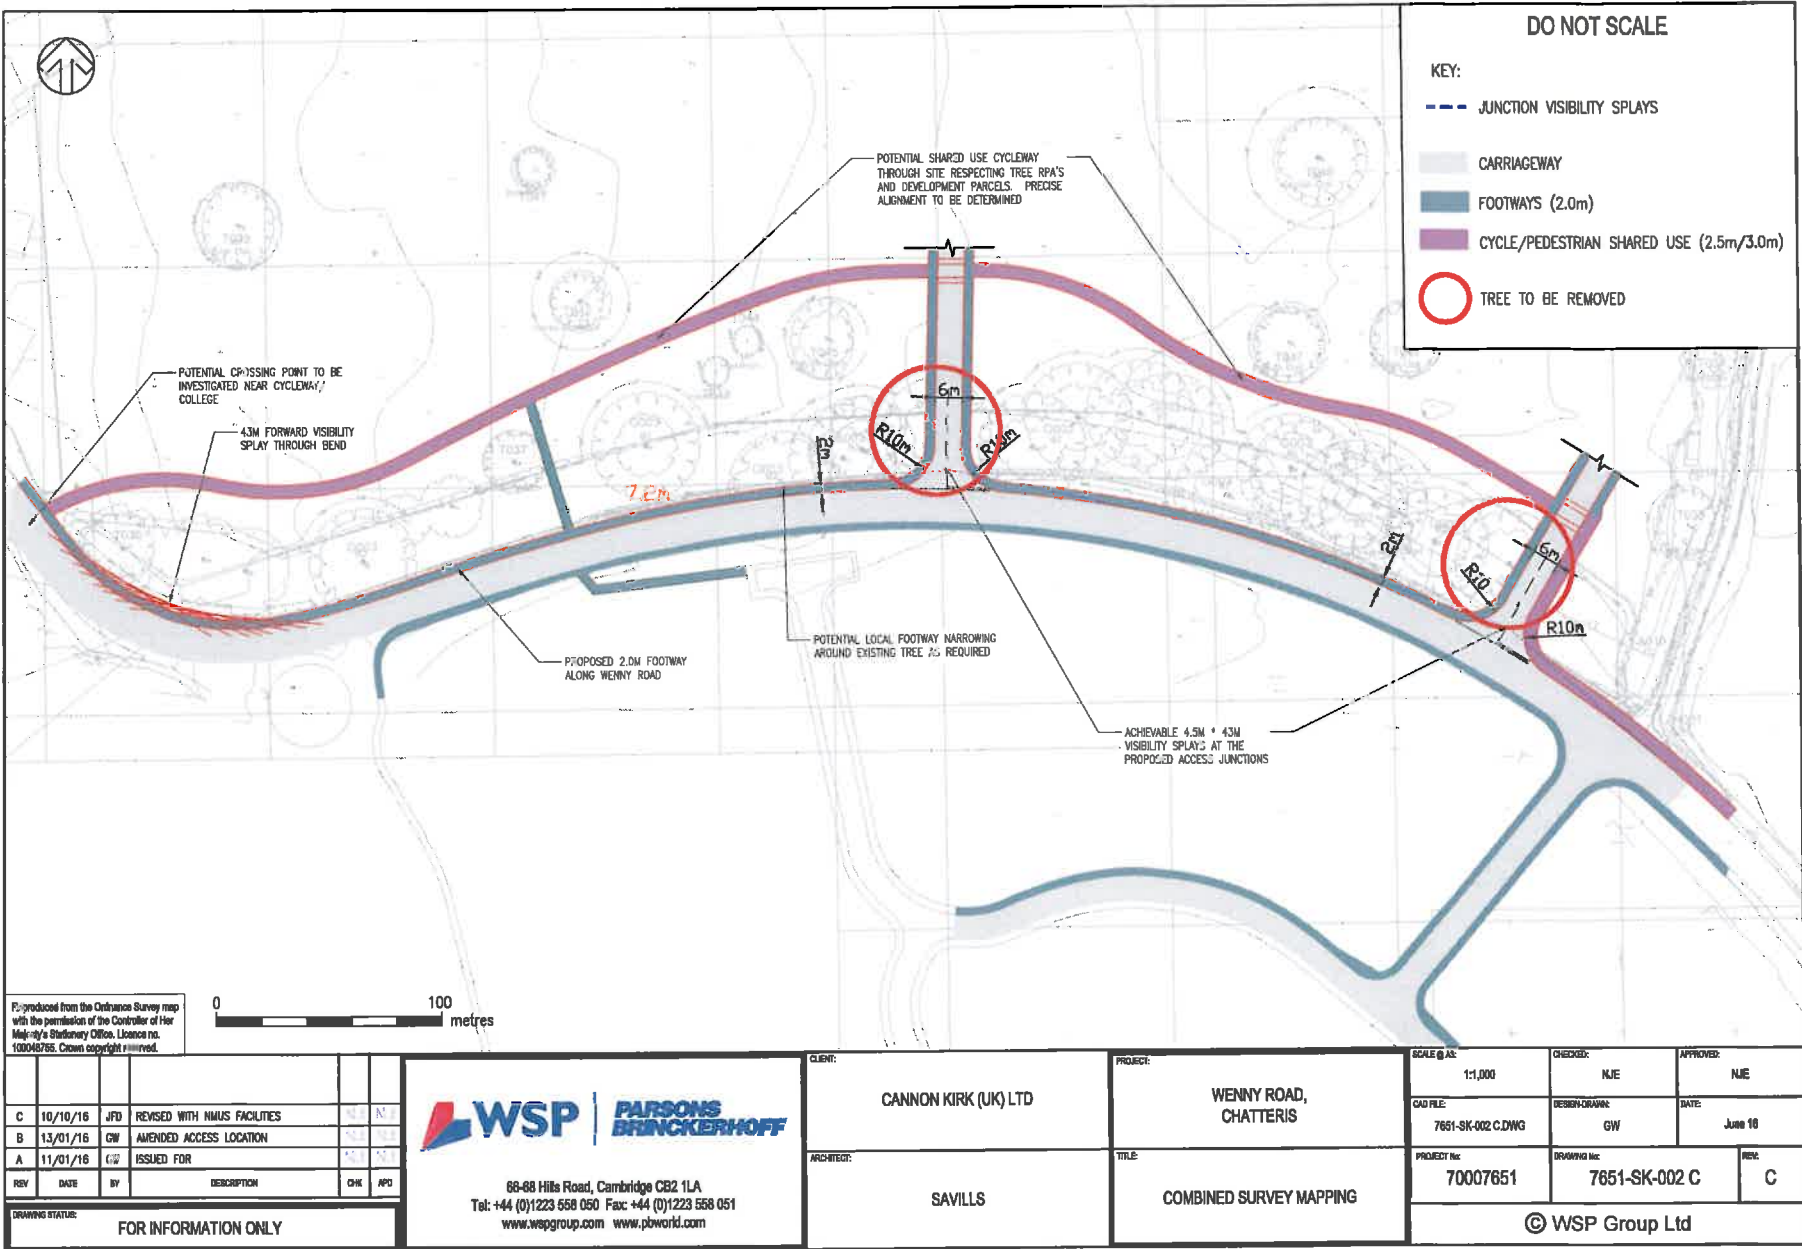 DO NOT SCALE
KEY:
JUNCTION VISIBILITY SPLAYS
CARRIAGEWAY
FOOTWAYS (2.0m)
CYCLE/PEDESTRIAN SHARED USE (2.5m/3.0m)
TREE TO BE REMOVED
POTENTIAL SHARED USE CYCLEWAY
THROUGH SITE RESPECTING TREE RPA'S
AND DEVELOPMENT PARCELS. PRECISE
ALIGNMENT TO BE DETERMINED
POTENTIAL CROSSING POINT TO BE
INVESTIGATED NEAR CYCLEWAY/
COLLEGE
43M FORWARD VISIBILITY
SPLAY THROUGH BEND
6m
R10m
R10m
2m
7.2m
2m
6m
R10
R10m
PROPOSED 2.0M FOOTWAY
ALONG WENNY ROAD
POTENTIAL LOCAL FOOTWAY NARROWING
AROUND EXISTING TREE AS REQUIRED
ACHIEVABLE 4.5M * 43M
VISIBILITY SPLAYS AT THE
PROPOSED ACCESS JUNCTIONS
Reproduced from the Ordnance Survey map
with the permission of the Controller of Her
Majesty's Stationery Office. Licence no.
100048755. Crown copyright reserved.
0 100
metres
C 10/10/16 JFD REVISED WITH NMUS FACILITIES
B 13/01/16 GW AMENDED ACCESS LOCATION
A 11/01/16 GW ISSUED FOR
REV DATE BY DESCRIPTION CHK APD
DRAWING STATUS:
FOR INFORMATION ONLY
WSP PARSONS
BRINCKERHOFF
66-68 Hills Road, Cambridge CB2 1LA
Tel: +44 (0)1223 558 050 Fax: +44 (0)1223 558 051
www.wspgroup.com www.pbworld.com
CLIENT:
CANNON KIRK (UK) LTD
ARCHITECT:
SAVILLS
PROJECT:
WENNY ROAD,
CHATTERIS
TITLE:
COMBINED SURVEY MAPPING
SCALE @ A3: CHECKED: APPROVED:
1:1,000 NJE NJE
CAD FILE: DESIGN-DRAWN: DATE:
7651-SK-002 C.DWG GW June 16
PROJECT No: DRAWING No: REV:
70007651 7651-SK-002 C C
© WSP Group Ltd